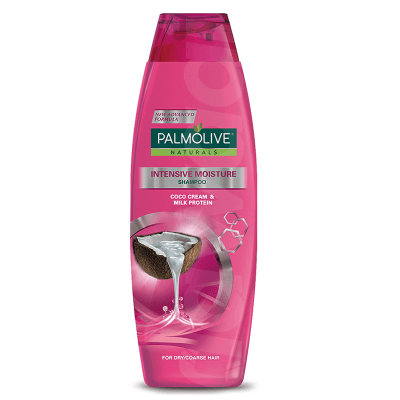 NEW ADVANCED
FORMULA
PALMOLIVE
NATURALS
INTENSIVE MOISTURE
SHAMPOO
COCO CREAM &
MILK PROTEIN
FOR DRY/COARSE HAIR